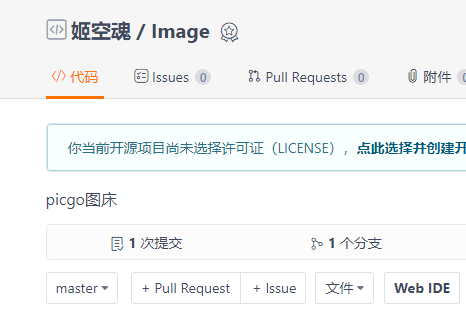 姬空魂 / Image
代码 Issues 0 Pull Requests 0 附件
你当前开源项目尚未选择许可证（LICENSE），点此选择并创建开
picgo图床
1 次提交 1 个分支
master + Pull Request + Issue 文件 Web IDE